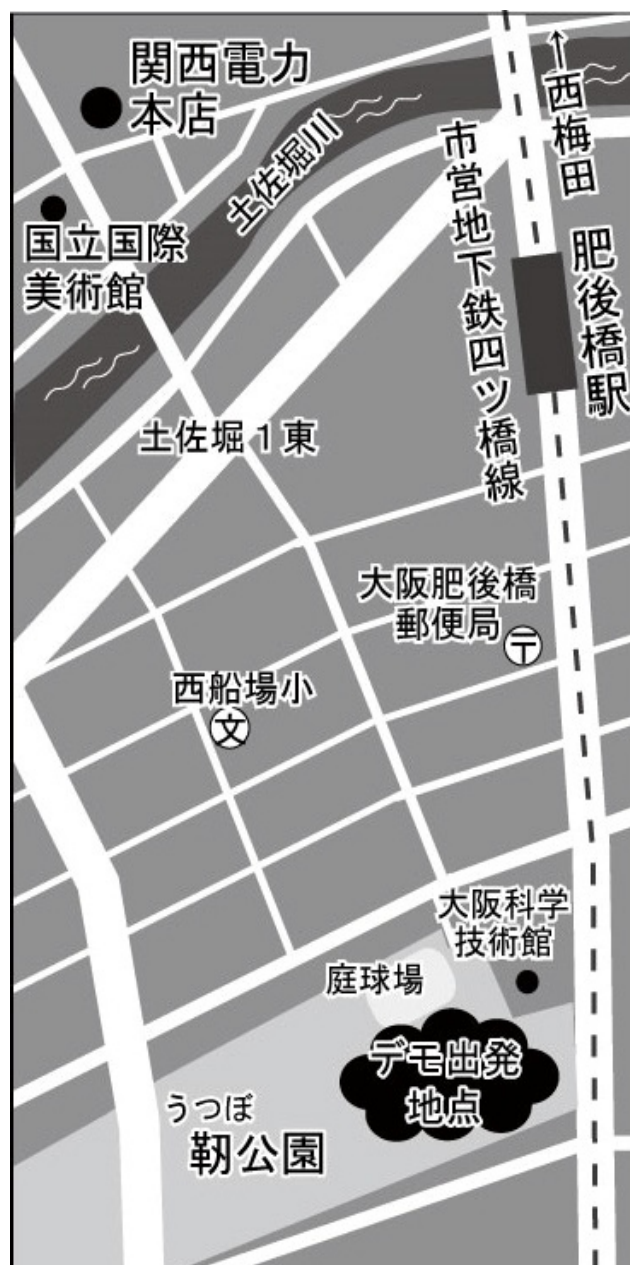 関西電力
本店
←西梅田
土佐堀川
市営地下鉄四ツ橋線
肥後橋駅
国立国際
美術館
土佐堀1東
大阪肥後橋
郵便局
〒
西船場小
文
大阪科学
技術館
庭球場
デモ出発
地点
うつぼ
靭公園